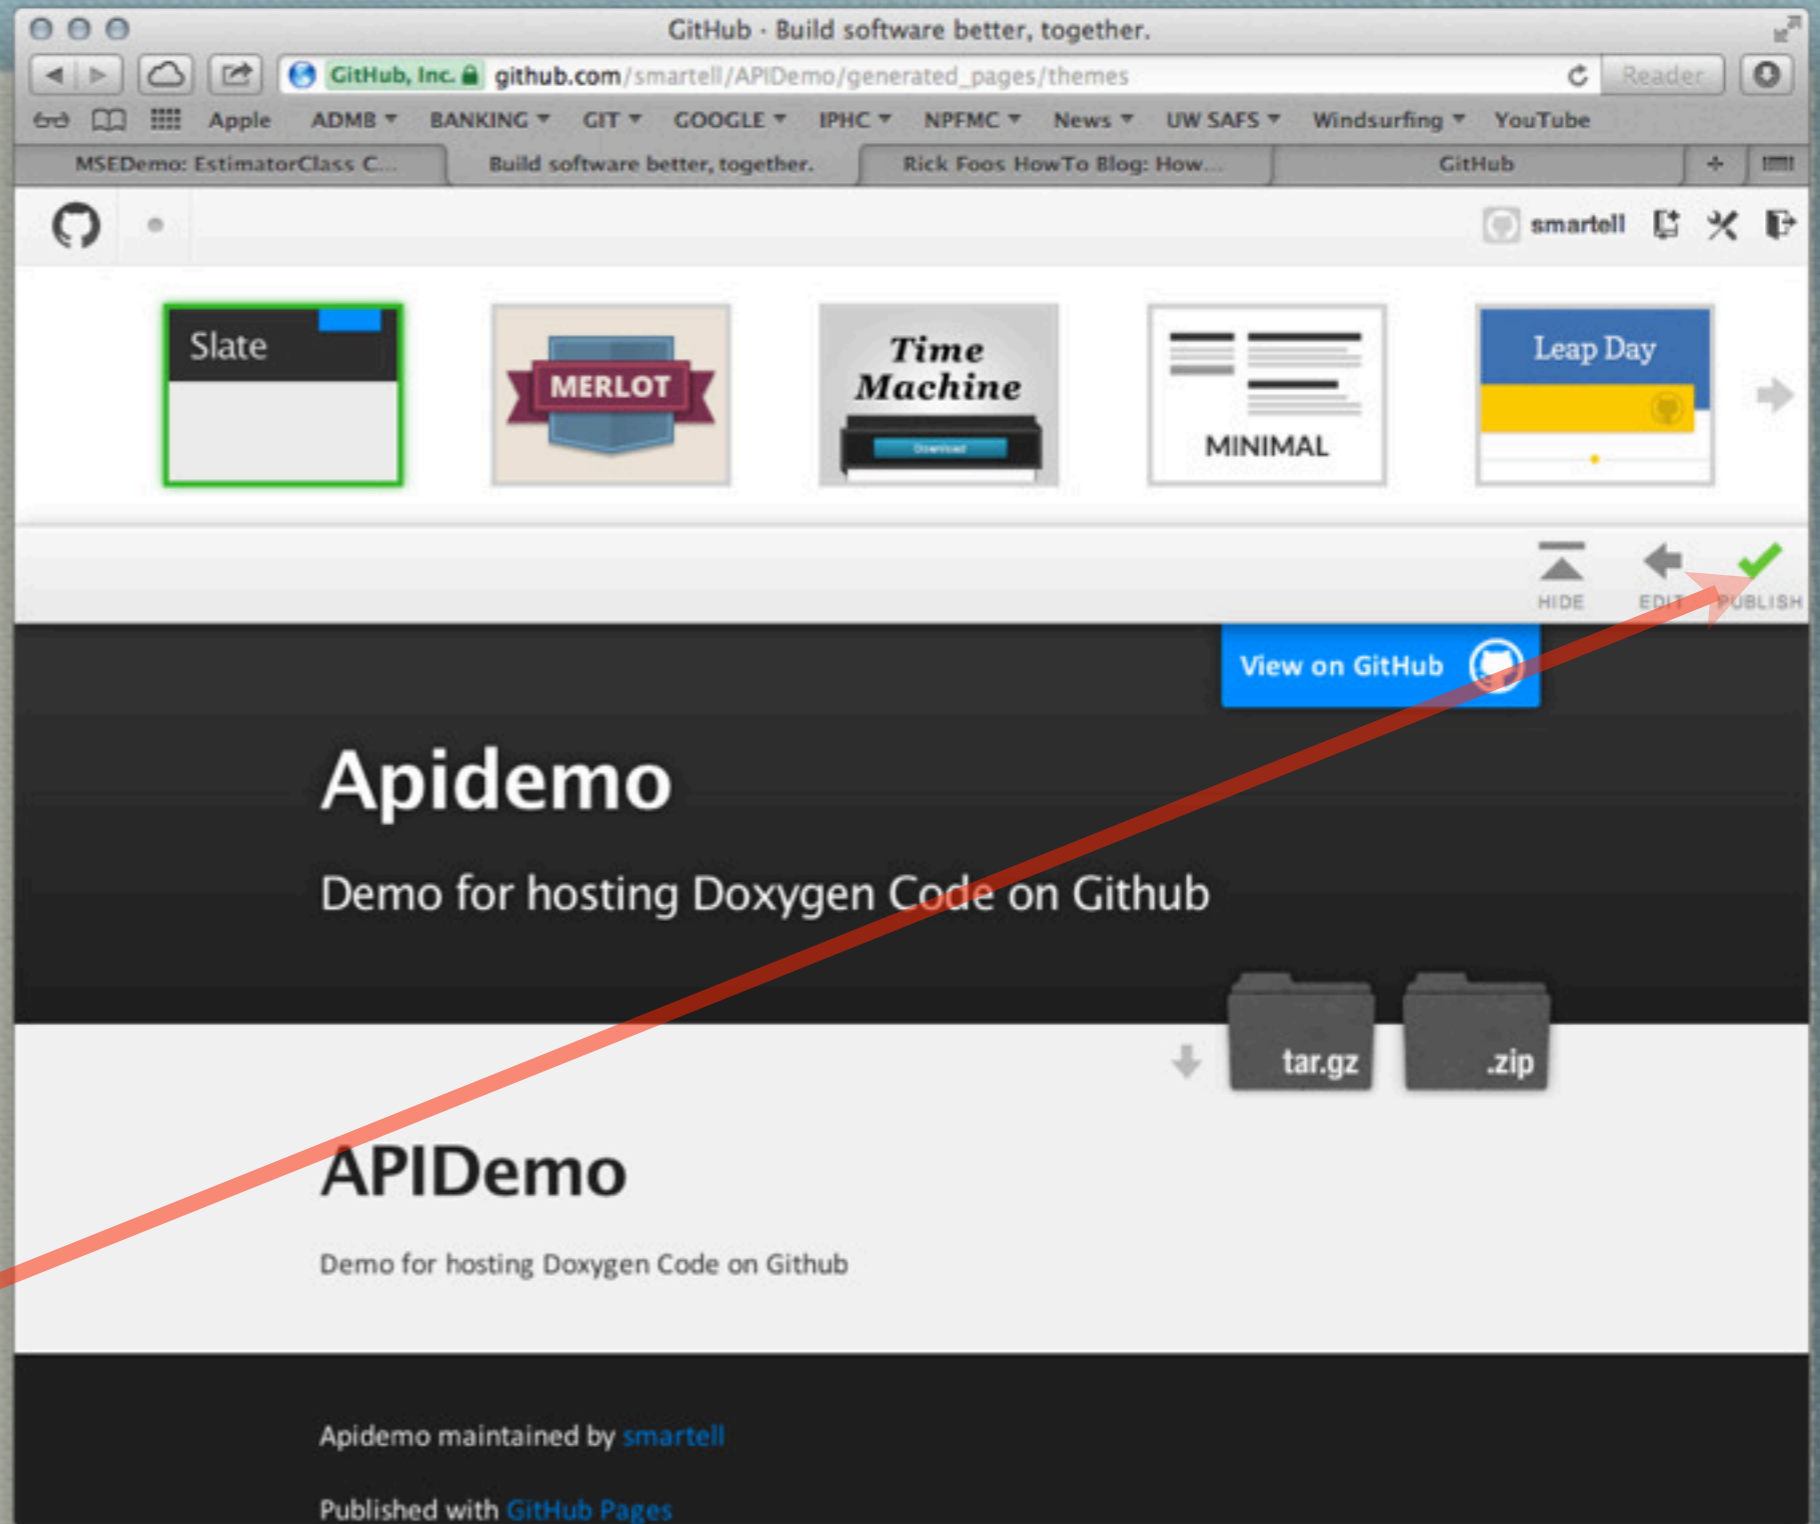 GitHub - Build software better, together.
GitHub, Inc. github.com/smartell/APIDemo/generated_pages/themes Reader
Apple ADMB BANKING GIT GOOGLE IPHC NPFMC News UW SAFS Windsurfing YouTube
MSEDemo: EstimatorClass C... Build software better, together. Rick Foos HowTo Blog: How... GitHub
smartell
Slate
MERLOT
Time
Machine
Download
MINIMAL
Leap Day
HIDE EDIT PUBLISH
View on GitHub
Apidemo
Demo for hosting Doxygen Code on Github
tar.gz .zip
APIDemo
Demo for hosting Doxygen Code on Github
Apidemo maintained by smartell
Published with GitHub Pages